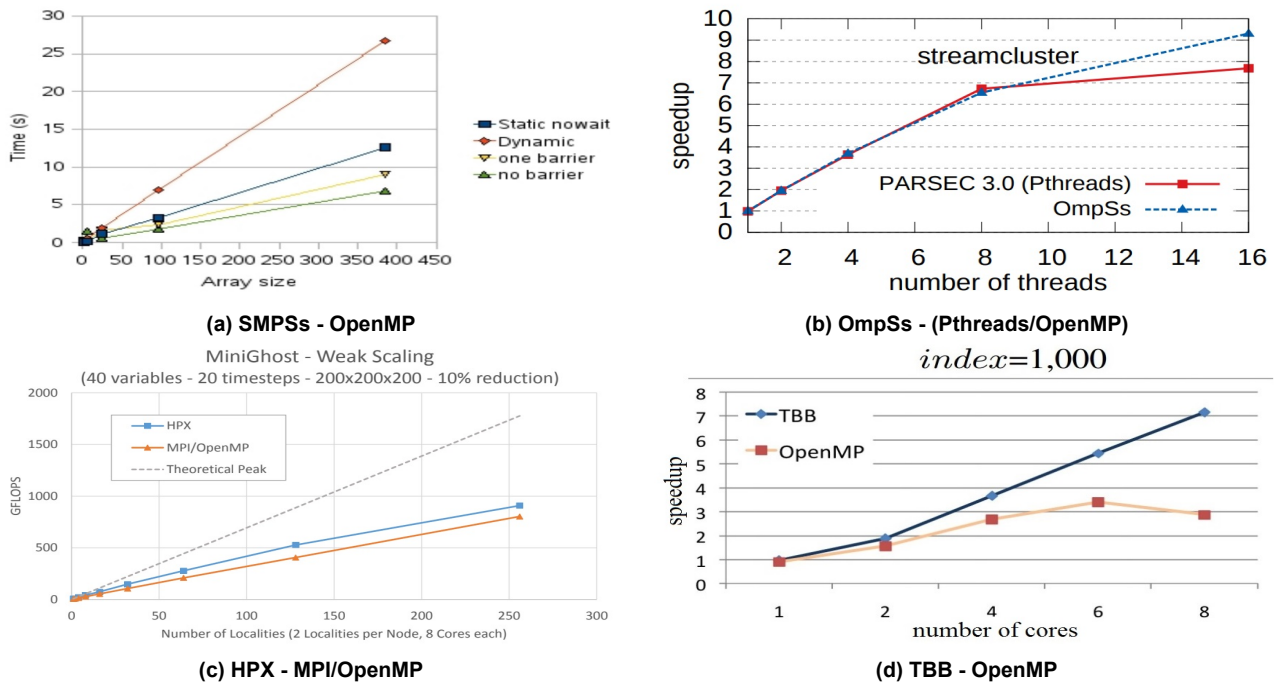 30
25
20
15
10
5
0
Time (s)
0 50 100 150 200 250 300 350 400 450
Array size
Static nowait
Dynamic
one barrier
no barrier
(a) SMPSs - OpenMP
10
9
8
7
6
5
4
3
2
1
0
speedup
streamcluster
PARSEC 3.0 (Pthreads)
OmpSs
2 4 6 8 10 12 14 16
number of threads
(b) OmpSs - (Pthreads/OpenMP)
MiniGhost - Weak Scaling
(40 variables - 20 timesteps - 200x200x200 - 10% reduction)
2000
1500
1000
500
0
GFLOPS
HPX
MPI/OpenMP
Theoretical Peak
0 50 100 150 200 250 300
Number of Localities (2 Localities per Node, 8 Cores each)
(c) HPX - MPI/OpenMP
index=1,000
8
7
6
5
4
3
2
1
0
speedup
TBB
OpenMP
1 2 4 6 8
number of cores
(d) TBB - OpenMP